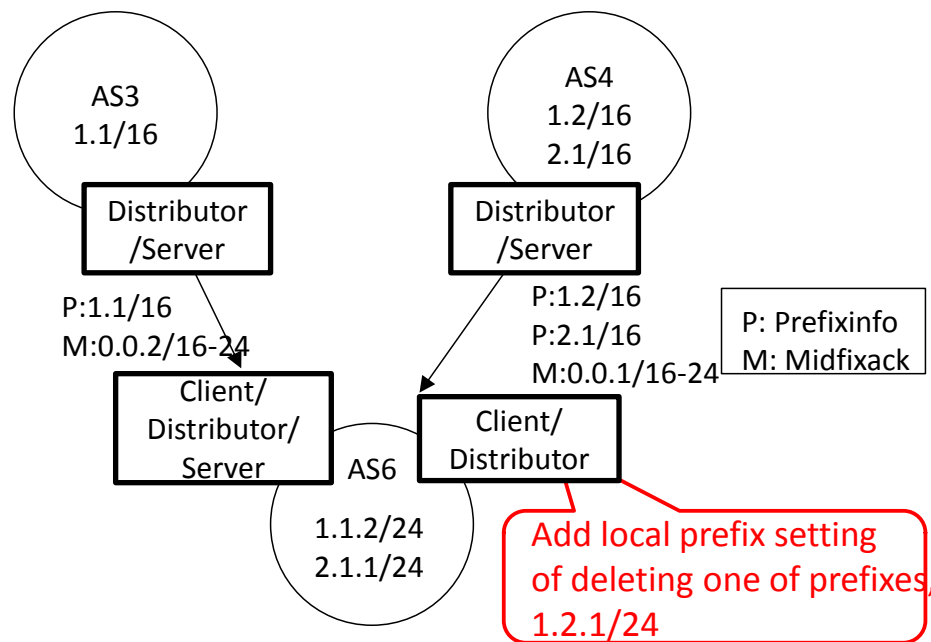 AS3
1.1/16
AS4
1.2/16
2.1/16
Distributor
/Server
Distributor
/Server
P:1.1/16
M:0.0.2/16-24
P:1.2/16
P:2.1/16
M:0.0.1/16-24
P: Prefixinfo
M: Midfixack
Client/
Distributor/
Server
Client/
Distributor
AS6
1.1.2/24
2.1.1/24
Add local prefix setting
of deleting one of prefixes,
1.2.1/24